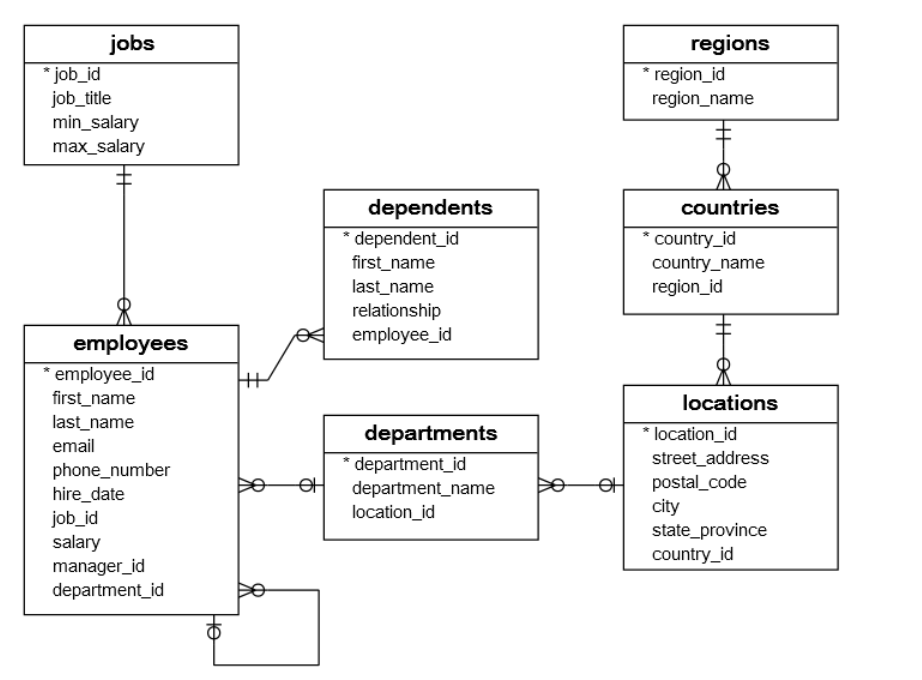 jobs
* job_id
job_title
min_salary
max_salary
regions
* region_id
region_name
dependents
* dependent_id
first_name
last_name
relationship
employee_id
countries
* country_id
country_name
region_id
employees
* employee_id
first_name
last_name
email
phone_number
hire_date
job_id
salary
manager_id
department_id
departments
* department_id
department_name
location_id
locations
* location_id
street_address
postal_code
city
state_province
country_id